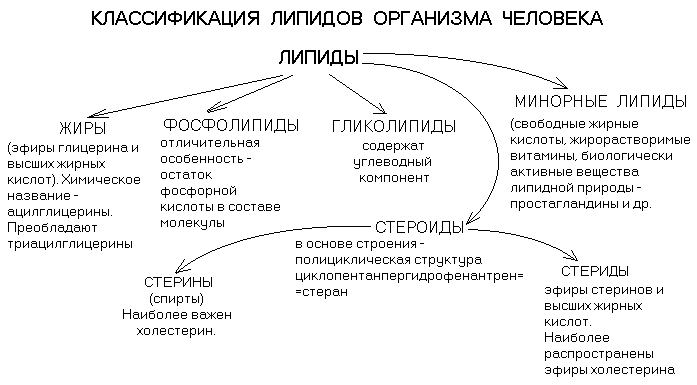 КЛАССИФИКАЦИЯ ЛИПИДОВ ОРГАНИЗМА ЧЕЛОВЕКА
ЛИПИДЫ
ЖИРЫ
(эфиры глицерина и
высших жирных
кислот). Химическое
название -
ацилглицерины.
Преобладают
триацилглицерины
ФОСФОЛИПИДЫ
отличительная
особенность -
остаток
фосфорной
кислоты в составе
молекулы
ГЛИКОЛИПИДЫ
содержат
углеводный
компонент
МИНОРНЫЕ ЛИПИДЫ
(свободные жирные
кислоты, жирорастворимые
витамины, биологически
активные вещества
липидной природы -
простагландины и др.
СТЕРОИДЫ
в основе строения -
полициклическая структура
циклопентанпергидрофенантрен=
=стеран
СТЕРИНЫ
(спирты)
Наиболее важен
холестерин.
СТЕРИДЫ
эфиры стеринов и
высших жирных
кислот.
Наиболее
распространены
эфиры холестерина